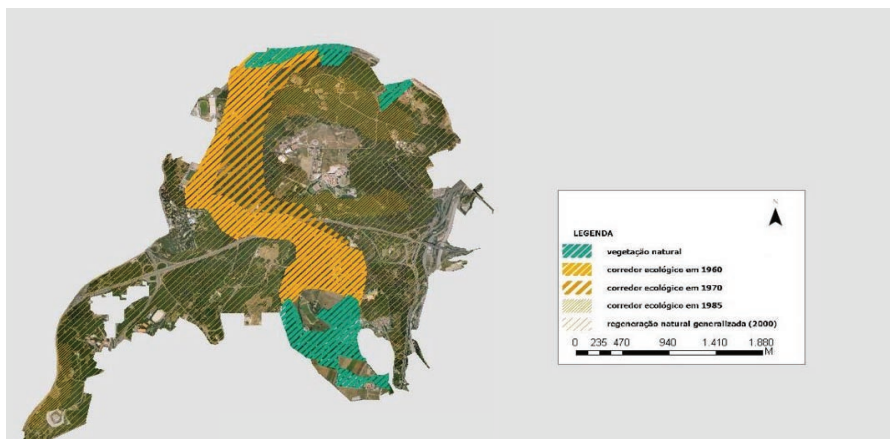 N
LEGENDA
vegetação natural
corredor ecológico em 1960
corredor ecológico em 1970
corredor ecológico em 1985
regeneração natural generalizada (2000)
0 235 470 940 1.410 1.880
M